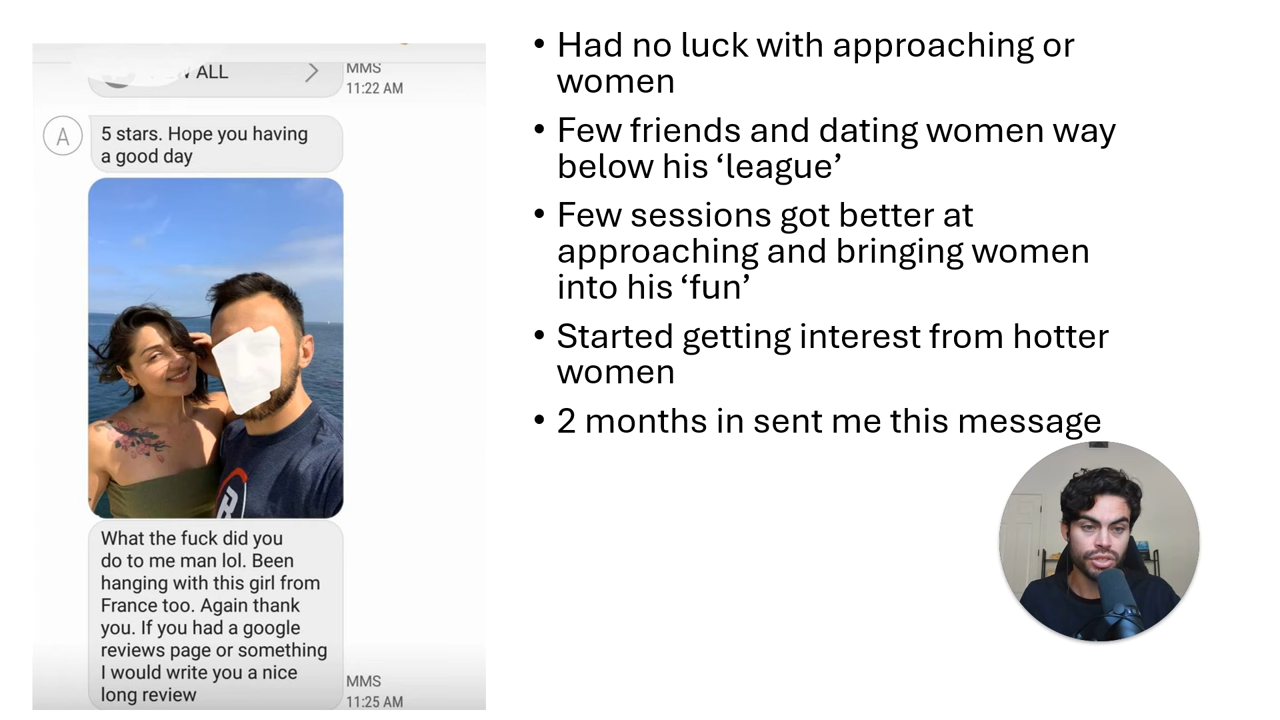 ALL
MMS
11:22 AM
A
5 stars. Hope you having
a good day
What the fuck did you
do to me man lol. Been
hanging with this girl from
France too. Again thank
you. If you had a google
reviews page or something
I would write you a nice
long review
MMS
11:25 AM
• Had no luck with approaching or
women
• Few friends and dating women way
below his ‘league’
• Few sessions got better at
approaching and bringing women
into his ‘fun’
• Started getting interest from hotter
women
• 2 months in sent me this message